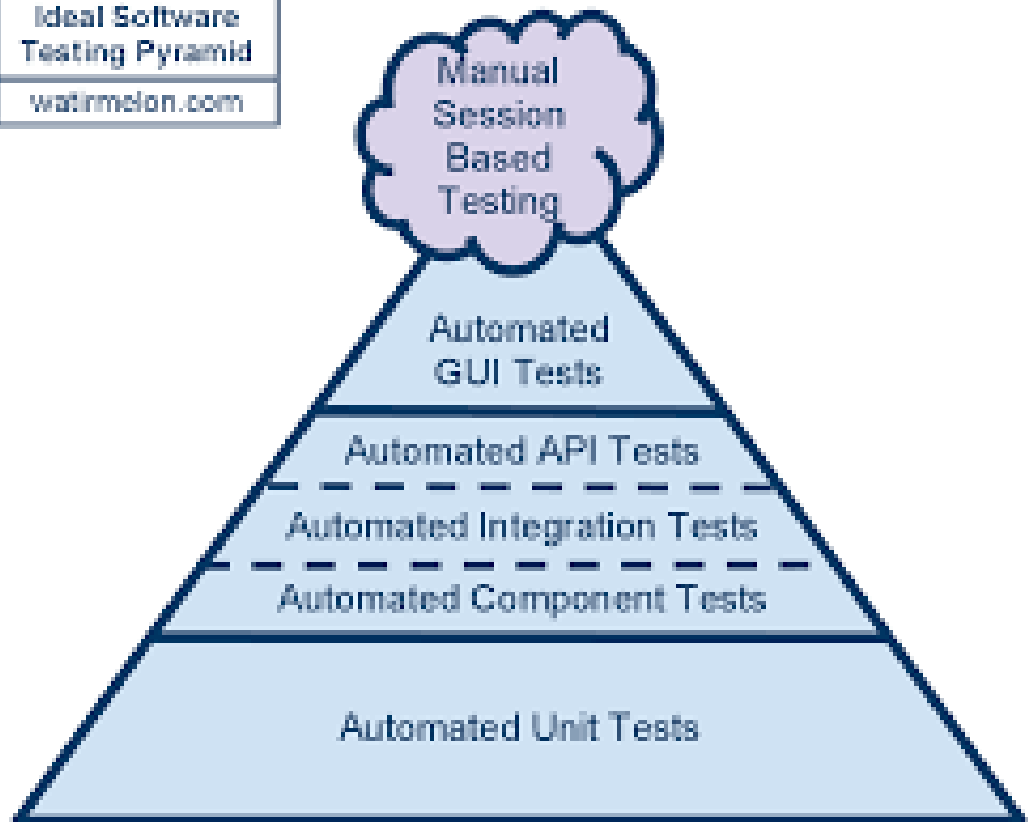 Ideal Software
Testing Pyramid
watirmelon.com
Manual
Session
Based
Testing
Automated
GUI Tests
Automated API Tests
Automated Integration Tests
Automated Component Tests
Automated Unit Tests